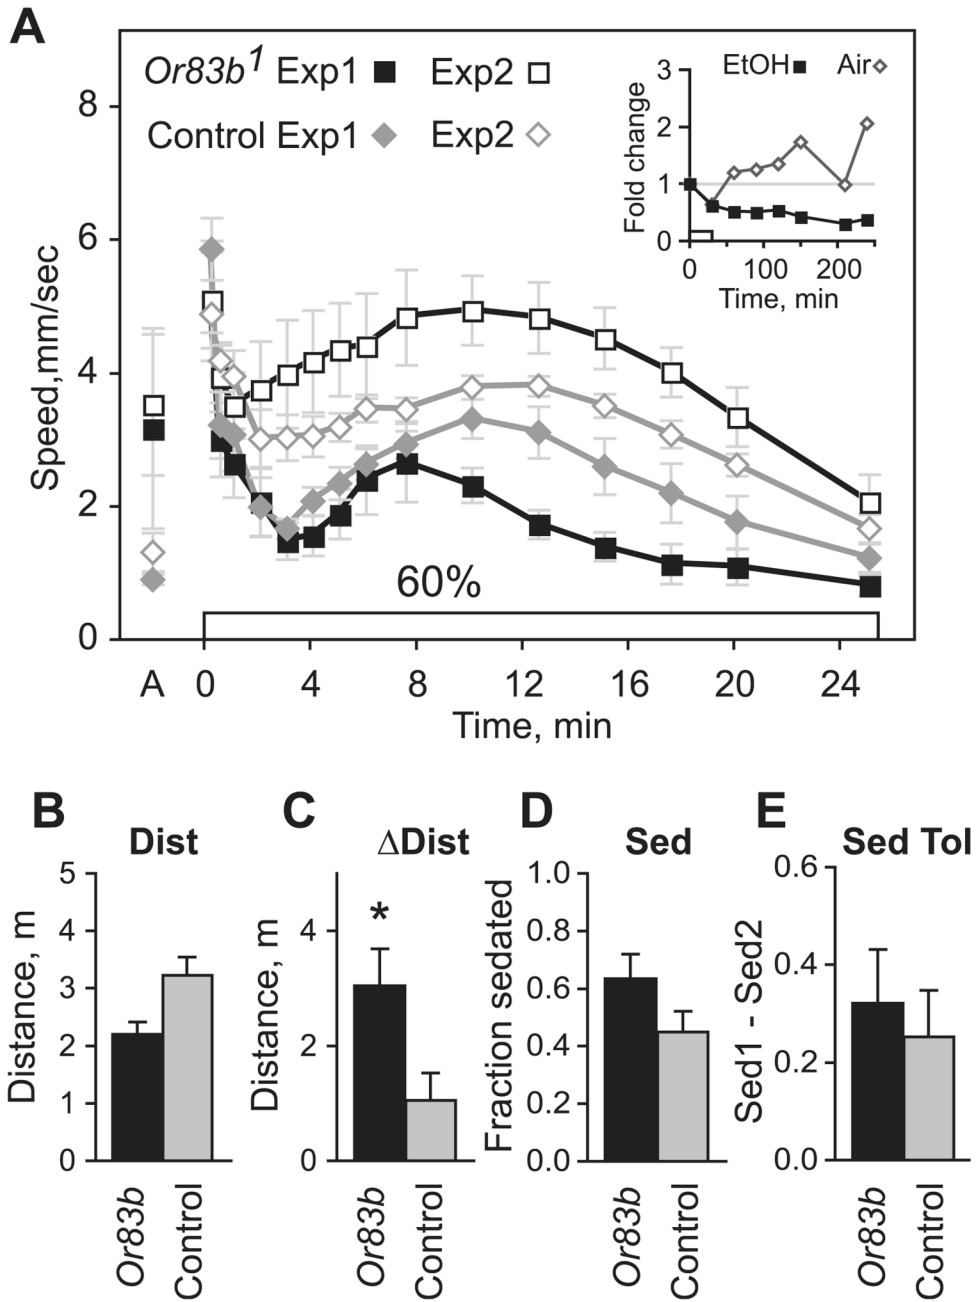 A
Or83b¹ Exp1 Exp2
Control Exp1 Exp2
EtOH Air
Fold change
3
2
1
0
0 100 200
Time, min
Speed,mm/sec
8
6
4
2
0
60%
A 0 4 8 12 16 20 24
Time, min
B
Dist
Distance, m
5
4
3
2
1
0
Or83b
Control
C
ΔDist
Distance, m
4
2
0
*
Or83b
Control
D
Sed
Fraction sedated
1.0
0.8
0.6
0.4
0.2
0.0
Or83b
Control
E
Sed Tol
Sed1 - Sed2
0.6
0.4
0.2
0.0
Or83b
Control